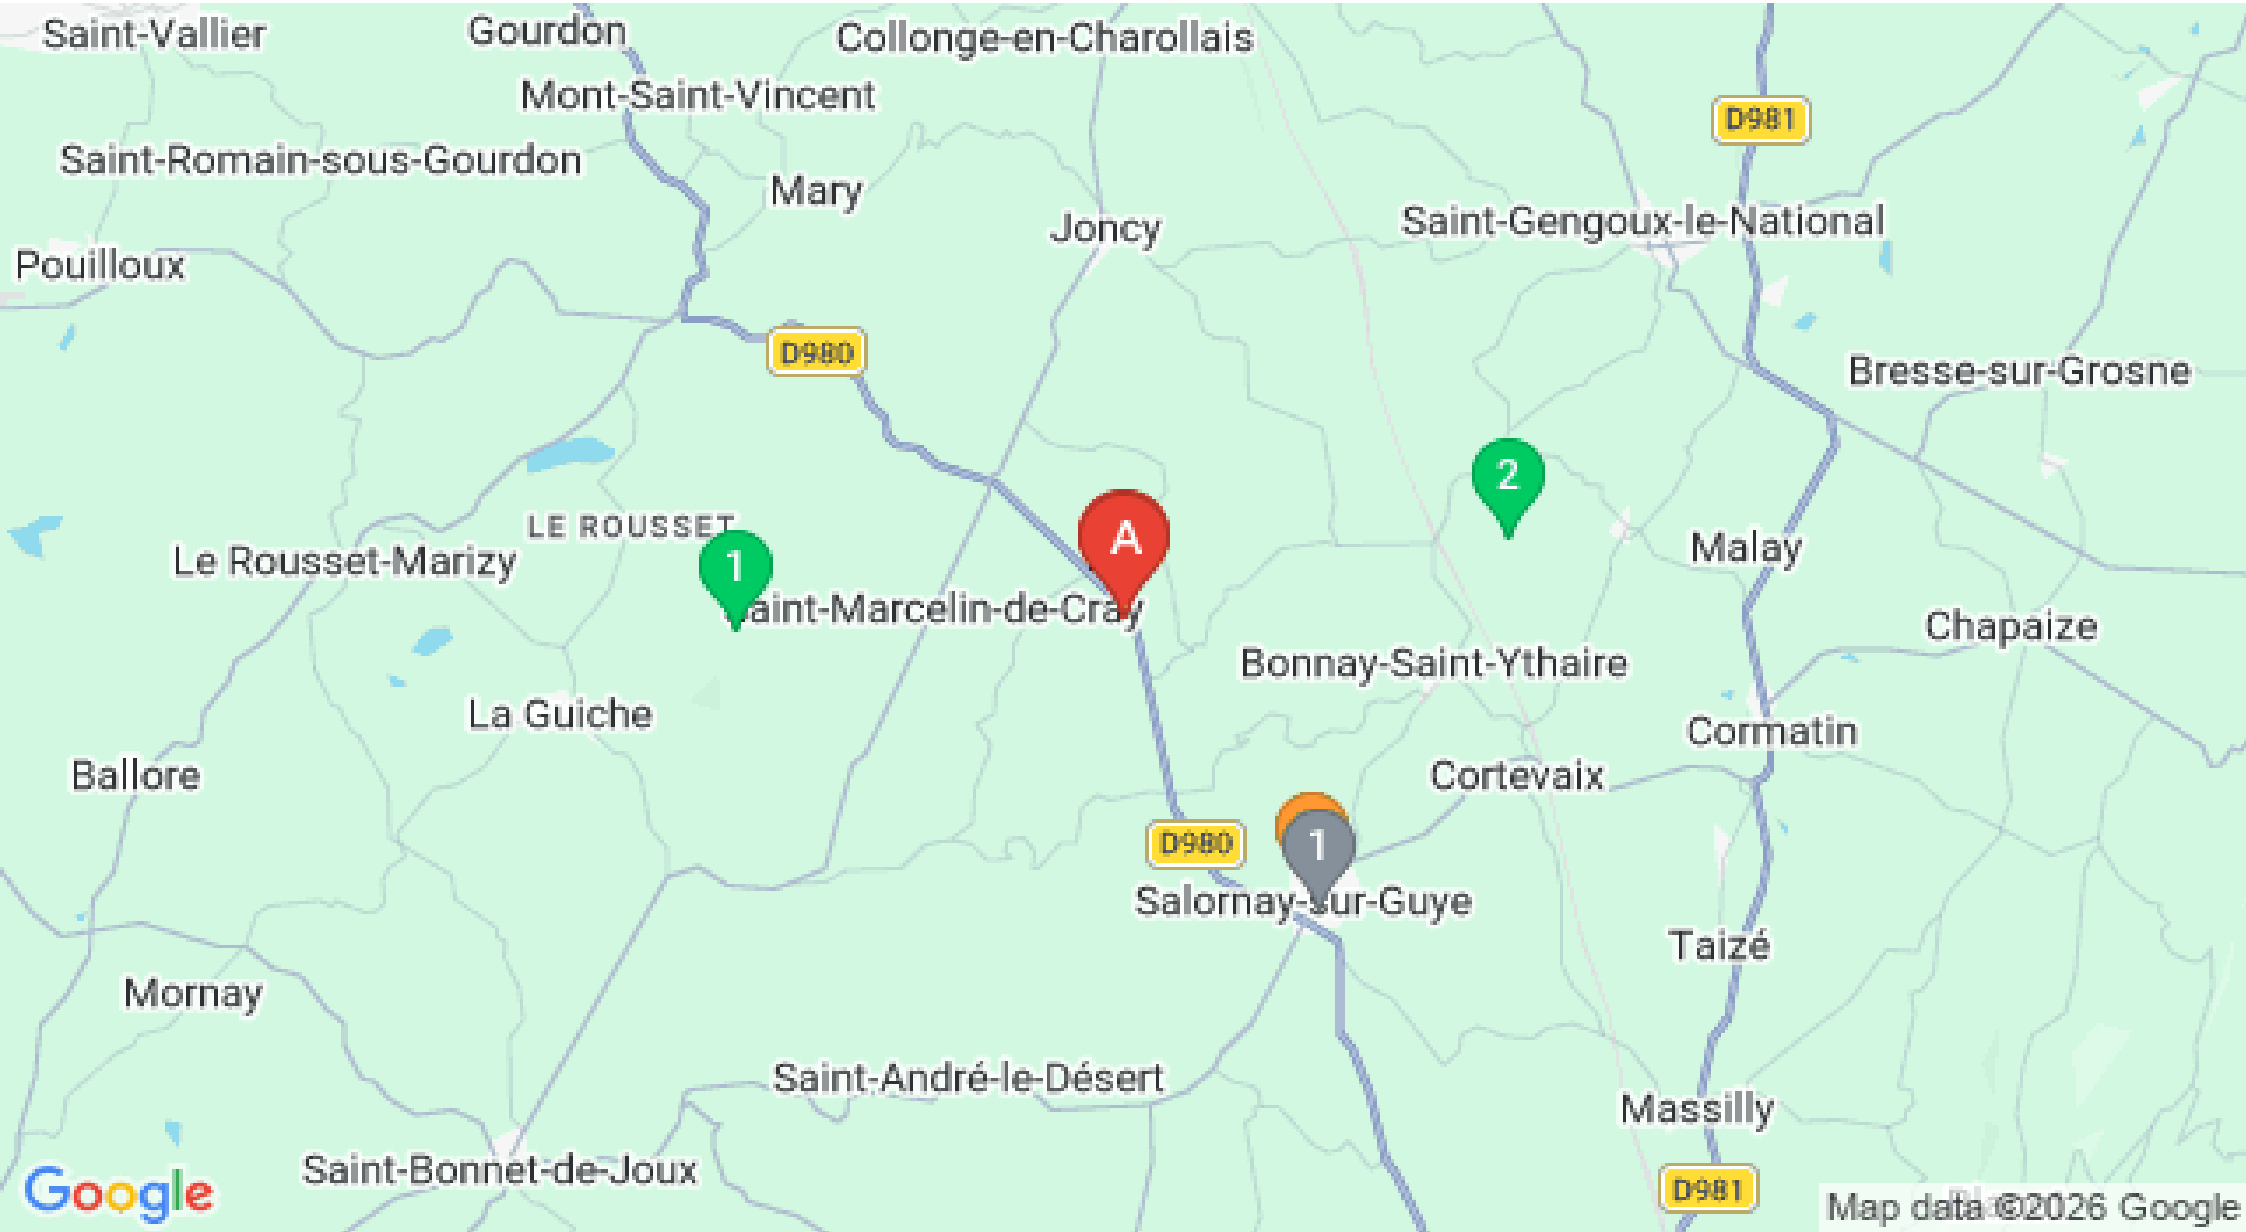 Saint-Vallier
Gourdon
Collonge-en-Charollais
Mont-Saint-Vincent
D981
Saint-Romain-sous-Gourdon
Mary
Joncy
Saint-Gengoux-le-National
Pouilloux
D980
Bresse-sur-Grosne
2
LE ROUSSET
A
Malay
Le Rousset-Marizy
1
aint-Marcelin-de-Cray
Chapaize
Bonnay-Saint-Ythaire
La Guiche
Cormatin
Ballore
Cortevaix
D980
1
Salornay-sur-Guye
Taizé
Mornay
Saint-André-le-Désert
Massilly
Saint-Bonnet-de-Joux
D981
Google
Map data ©2026 Google